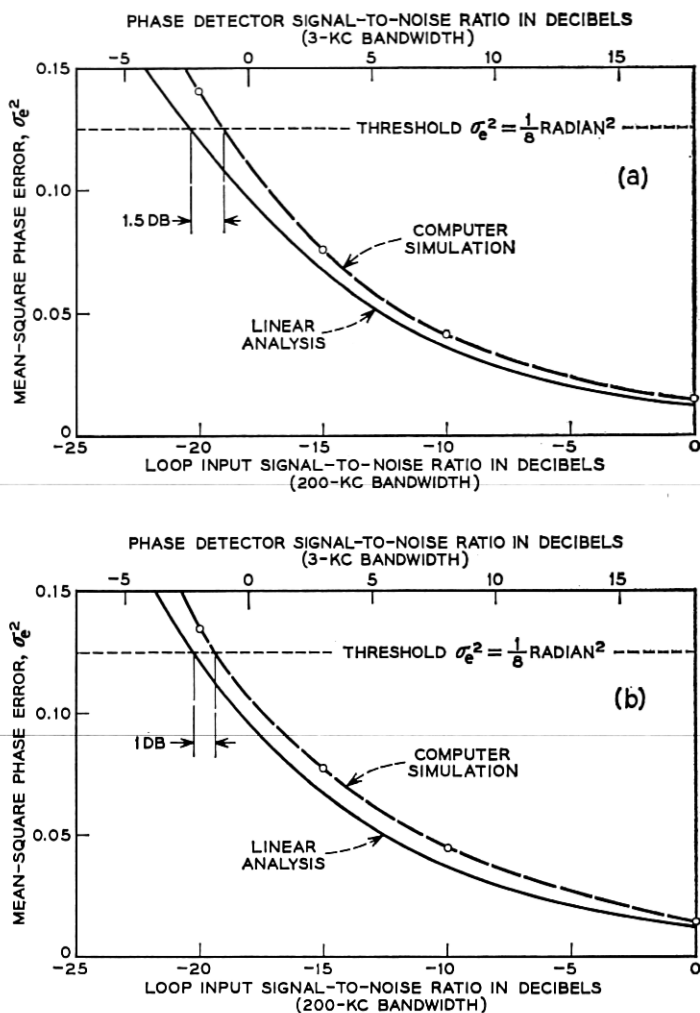 PHASE DETECTOR SIGNAL-TO-NOISE RATIO IN DECIBELS
(3-KC BANDWIDTH)
-5 0 5 10 15
0.15
0.10
0.05
0
MEAN-SQUARE PHASE ERROR, σe²
THRESHOLD σe² = 1/8 RADIAN²
(a)
1.5 DB
COMPUTER
SIMULATION
LINEAR
ANALYSIS
-25 -20 -15 -10 -5 0
LOOP INPUT SIGNAL-TO-NOISE RATIO IN DECIBELS
(200-KC BANDWIDTH)
PHASE DETECTOR SIGNAL-TO-NOISE RATIO IN DECIBELS
(3-KC BANDWIDTH)
-5 0 5 10 15
0.15
0.10
0.05
0
MEAN-SQUARE PHASE ERROR, σe²
THRESHOLD σe² = 1/8 RADIAN²
(b)
1 DB
COMPUTER
SIMULATION
LINEAR
ANALYSIS
-25 -20 -15 -10 -5 0
LOOP INPUT SIGNAL-TO-NOISE RATIO IN DECIBELS
(200-KC BANDWIDTH)